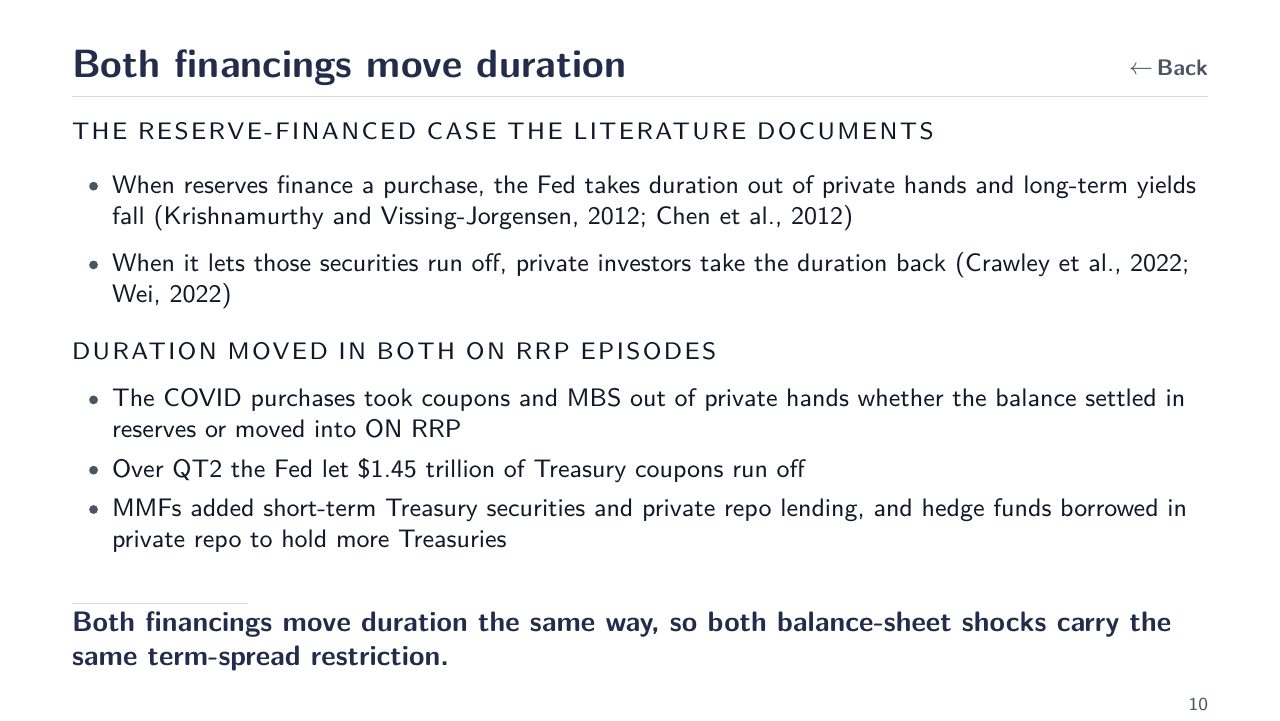 Both financings move duration
← Back
THE RESERVE-FINANCED CASE THE LITERATURE DOCUMENTS
• When reserves finance a purchase, the Fed takes duration out of private hands and long-term yields
fall (Krishnamurthy and Vissing-Jorgensen, 2012; Chen et al., 2012)
• When it lets those securities run off, private investors take the duration back (Crawley et al., 2022;
Wei, 2022)
DURATION MOVED IN BOTH ON RRP EPISODES
• The COVID purchases took coupons and MBS out of private hands whether the balance settled in
reserves or moved into ON RRP
• Over QT2 the Fed let $1.45 trillion of Treasury coupons run off
• MMFs added short-term Treasury securities and private repo lending, and hedge funds borrowed in
private repo to hold more Treasuries
Both financings move duration the same way, so both balance-sheet shocks carry the
same term-spread restriction.
10